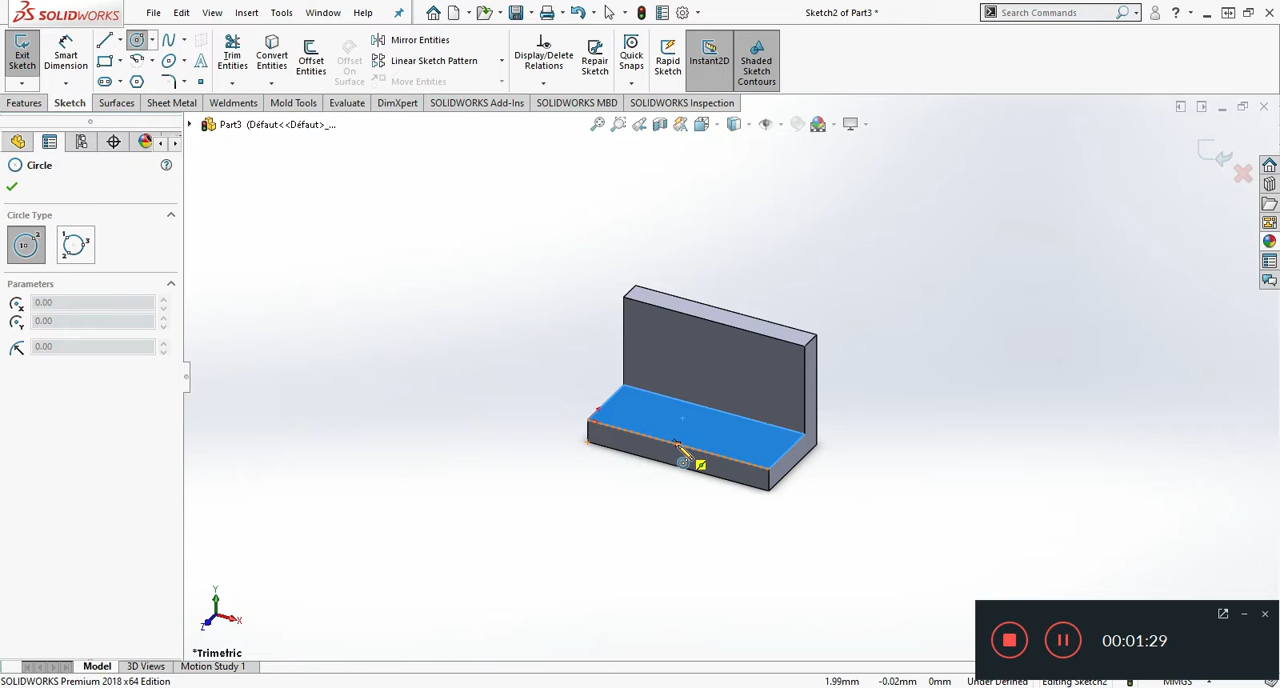 SOLIDWORKS File Edit View Insert Tools Window Help Sketch2 of Part3 * Search Commands
Exit Sketch Smart Dimension Trim Entities Convert Entities Offset Entities Offset On Surface Mirror Entities Linear Sketch Pattern Move Entities Display/Delete Relations Repair Sketch Quick Snaps Rapid Sketch Instant2D Shaded Sketch Contours
Features Sketch Surfaces Sheet Metal Weldments Mold Tools Evaluate DimXpert SOLIDWORKS Add-Ins SOLIDWORKS MBD SOLIDWORKS Inspection
Part3 (Défaut<<Défaut>_...
Circle
Circle Type
Parameters
0.00
0.00
0.00
Y
X
Z
*Trimetric
00:01:29
Model 3D Views Motion Study 1
SOLIDWORKS Premium 2018 x64 Edition 1.99mm -0.02mm 0mm Under Defined Editing Sketch2 MMGS